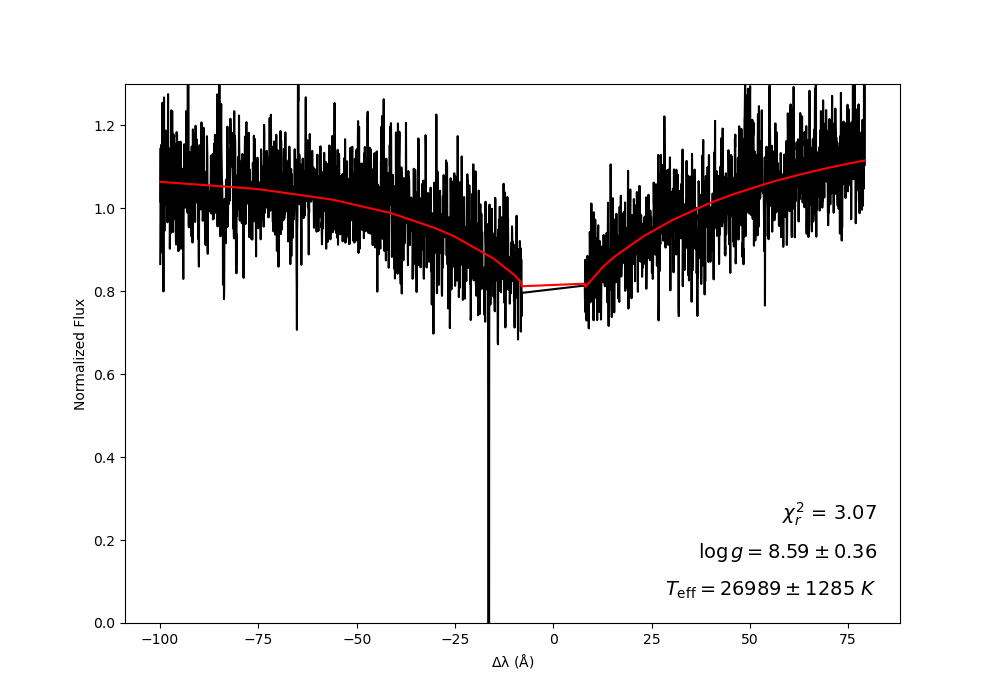 1.2
1.0
0.8
0.6
0.4
0.2
0.0
Normalized Flux
χ²ᵣ = 3.07
log g = 8.59 ± 0.36
T_eff = 26989 ± 1285 K
−100 −75 −50 −25 0 25 50 75
Δλ (Å)